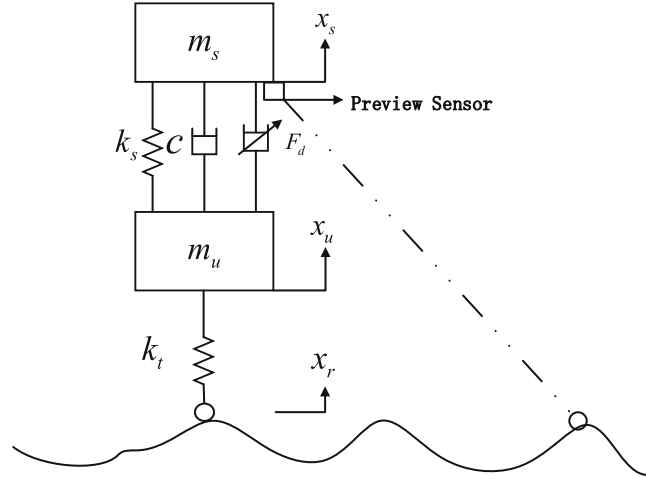 m_s
x_s
Preview Sensor
k_s
c
F_d
m_u
x_u
k_t
x_r